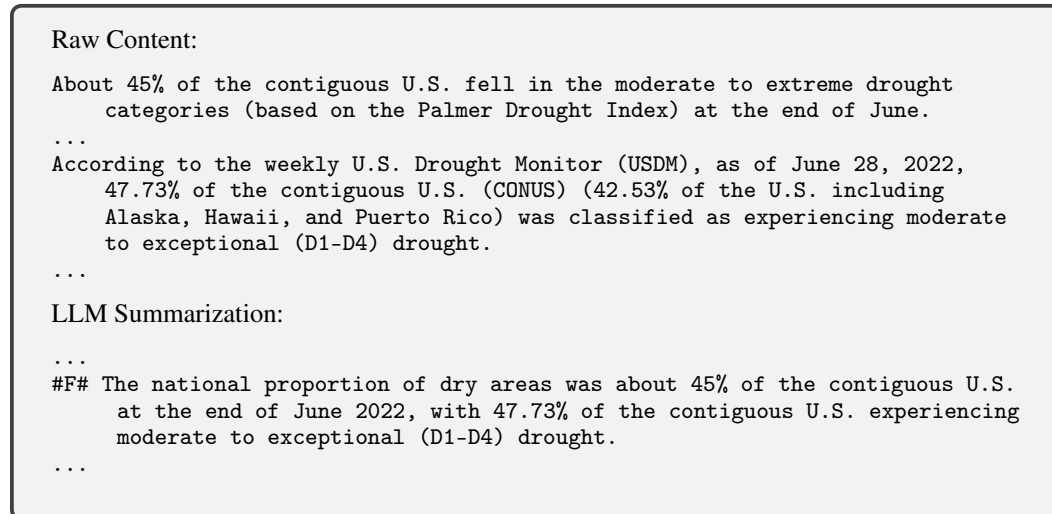 Raw Content:
About 45% of the contiguous U.S. fell in the moderate to extreme drought
categories (based on the Palmer Drought Index) at the end of June.
...
According to the weekly U.S. Drought Monitor (USDM), as of June 28, 2022,
47.73% of the contiguous U.S. (CONUS) (42.53% of the U.S. including
Alaska, Hawaii, and Puerto Rico) was classified as experiencing moderate
to exceptional (D1-D4) drought.
...
LLM Summarization:
...
#F# The national proportion of dry areas was about 45% of the contiguous U.S.
at the end of June 2022, with 47.73% of the contiguous U.S. experiencing
moderate to exceptional (D1-D4) drought.
...